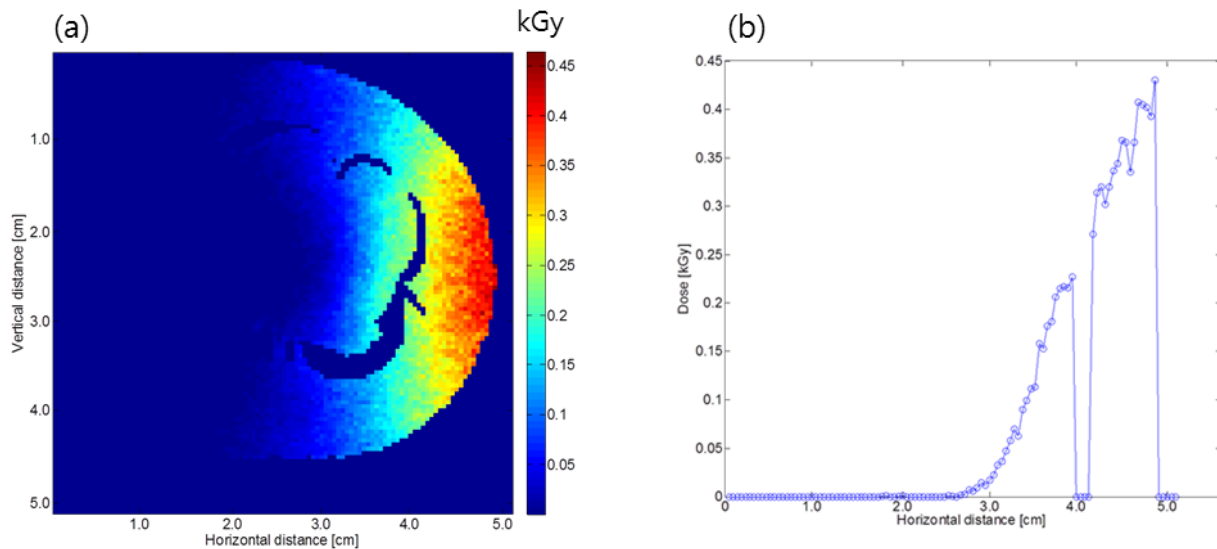 (a)
kGy
0.45
0.4
0.35
0.3
0.25
0.2
0.15
0.1
0.05
1.0
2.0
3.0
4.0
5.0
Vertical distance [cm]
1.0 2.0 3.0 4.0 5.0
Horizontal distance [cm]
(b)
0.45
0.4
0.35
0.3
0.25
0.2
0.15
0.1
0.05
0
Dose [kGy]
0 1.0 2.0 3.0 4.0 5.0
Horizontal distance [cm]